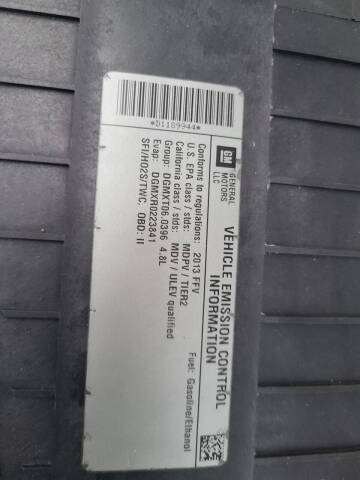 GM
GENERAL
MOTORS
LLC
VEHICLE EMISSION CONTROL
INFORMATION
Conforms to regulations: 2013 FFV
Fuel: Gasoline/Ethanol
U.S. EPA class / stds: MDPV / TIER2
California class / stds: MDV / ULEV qualified
Group: DGMXT06.0396 4.8L
Evap: DGMXR0223841
SFI/HO2S/TWC. OBD: II
*D1189944*